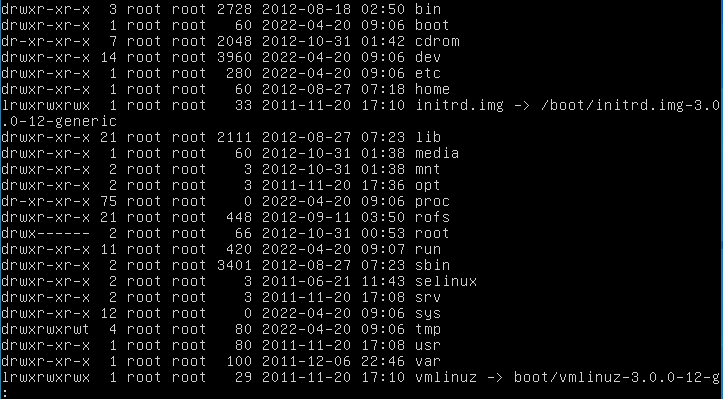 drwxr-xr-x  3 root root 2728 2012-08-18 02:50 bin
drwxr-xr-x  1 root root   60 2022-04-20 09:06 boot
dr-xr-xr-x  7 root root 2048 2012-10-31 01:42 cdrom
drwxr-xr-x 14 root root 3960 2022-04-20 09:06 dev
drwxr-xr-x  1 root root  280 2022-04-20 09:06 etc
drwxr-xr-x  1 root root   60 2012-08-27 07:18 home
lrwxrwxrwx  1 root root   33 2011-11-20 17:10 initrd.img -> /boot/initrd.img-3.0
.0-12-generic
drwxr-xr-x 21 root root 2111 2012-08-27 07:23 lib
drwxr-xr-x  1 root root   60 2012-10-31 01:38 media
drwxr-xr-x  2 root root    3 2012-10-31 01:38 mnt
drwxr-xr-x  2 root root    3 2011-11-20 17:36 opt
dr-xr-xr-x 75 root root    0 2022-04-20 09:06 proc
drwxr-xr-x 21 root root  448 2012-09-11 03:50 rofs
drwx------  2 root root   66 2012-10-31 00:53 root
drwxr-xr-x 11 root root  420 2022-04-20 09:07 run
drwxr-xr-x  2 root root 3401 2012-08-27 07:23 sbin
drwxr-xr-x  2 root root    3 2011-06-21 11:43 selinux
drwxr-xr-x  2 root root    3 2011-11-20 17:08 srv
drwxr-xr-x 12 root root    0 2022-04-20 09:06 sys
drwxrwxrwt  4 root root   80 2022-04-20 09:06 tmp
drwxr-xr-x  1 root root   80 2011-11-20 17:08 usr
drwxr-xr-x  1 root root  100 2011-12-06 22:46 var
lrwxrwxrwx  1 root root   29 2011-11-20 17:10 vmlinuz -> boot/vmlinuz-3.0.0-12-g
: